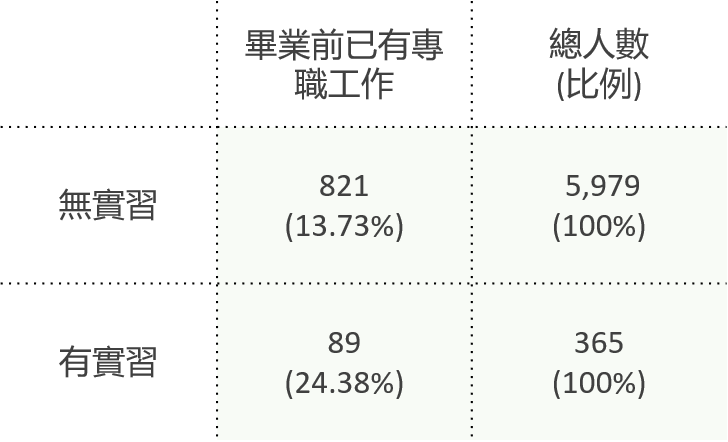 畢業前已有專
職工作
總人數
(比例)
無實習
821
(13.73%)
5,979
(100%)
有實習
89
(24.38%)
365
(100%)